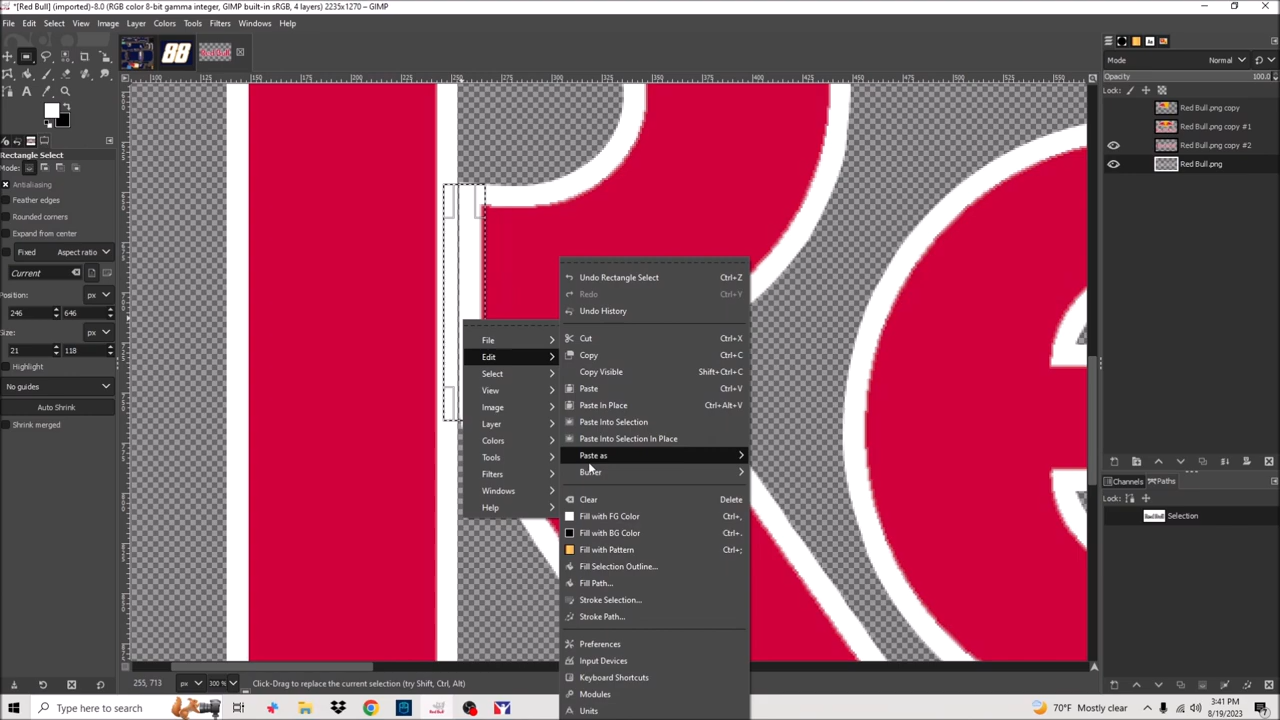 *[Red Bull] (imported)-8.0 (RGB color 8-bit gamma integer, GIMP built-in sRGB, 4 layers) 2235x1270 – GIMP
File Edit Select View Image Layer Colors Tools Filters Windows Help
88
Rectangle Select
Mode:
Antialiasing
Feather edges
Rounded corners
Expand from center
Fixed Aspect ratio
Current
Position: px
246 646
Size: px
21 118
Highlight
No guides
Auto Shrink
Shrink merged
File
Edit
Select
View
Image
Layer
Colors
Tools
Filters
Windows
Help
Undo Rectangle Select Ctrl+Z
Redo Ctrl+Y
Undo History
Cut Ctrl+X
Copy Ctrl+C
Copy Visible Shift+Ctrl+C
Paste Ctrl+V
Paste In Place Ctrl+Alt+V
Paste Into Selection
Paste Into Selection In Place
Paste as
Buffer
Clear Delete
Fill with FG Color Ctrl+,
Fill with BG Color Ctrl+.
Fill with Pattern Ctrl+;
Fill Selection Outline...
Fill Path...
Stroke Selection...
Stroke Path...
Preferences
Input Devices
Keyboard Shortcuts
Modules
Units
Mode Normal
Opacity 100.0
Lock:
Red Bull.png copy
Red Bull.png copy #1
Red Bull.png copy #2
Red Bull.png
Channels Paths
Lock:
Selection
255, 713 px 300 % Click-Drag to replace the current selection (try Shift, Ctrl, Alt)
Type here to search
70°F Mostly clear
3:41 PM
8/19/2023